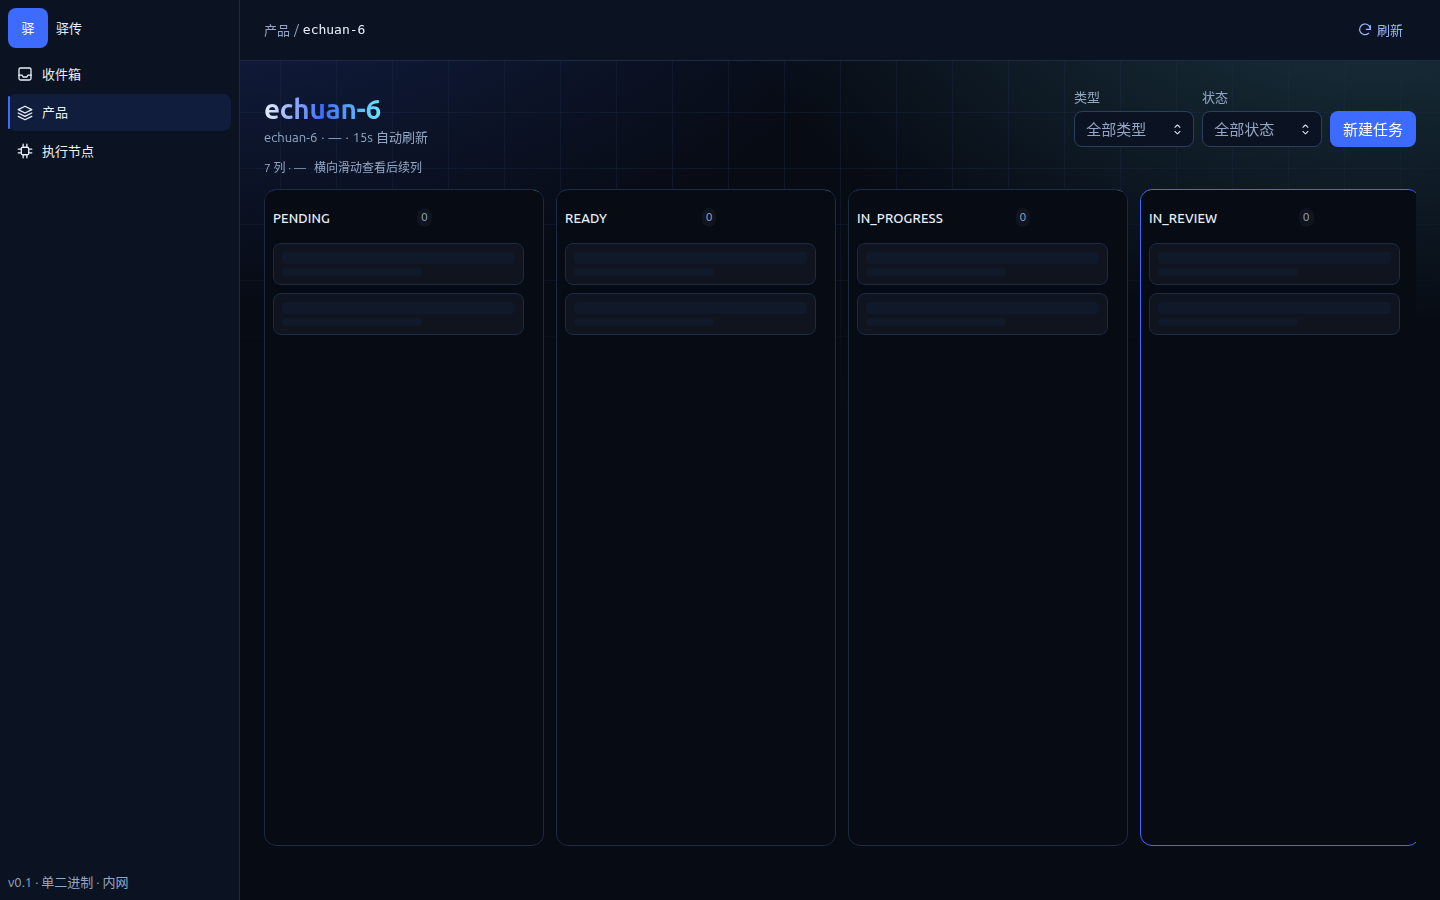 驿 驿传
收件箱
产品
执行节点
v0.1 · 单二进制 · 内网
产品 / echuan-6
刷新
echuan-6
echuan-6 · — · 15s 自动刷新
7 列 · — 横向滑动查看后续列
类型
全部类型
状态
全部状态
新建任务
PENDING 0
READY 0
IN_PROGRESS 0
IN_REVIEW 0